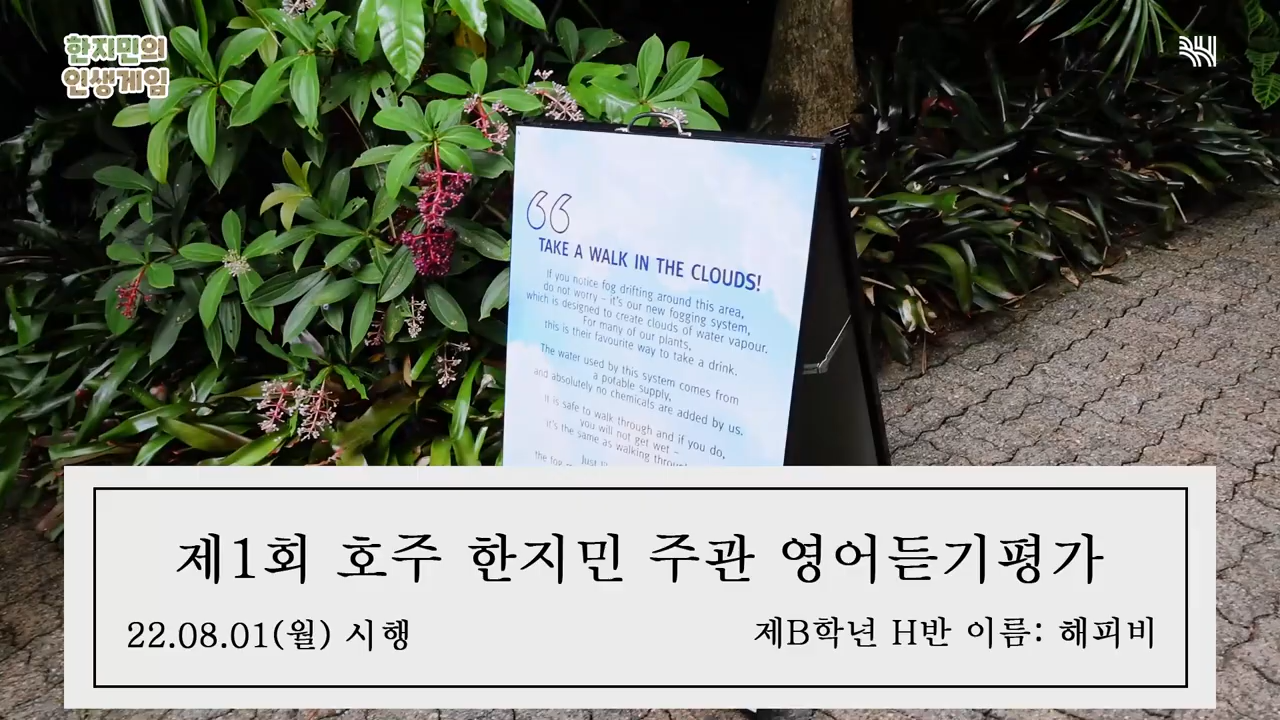 한지민의
인생게임
TAKE A WALK IN THE CLOUDS!
If you notice fog drifting around this area,
do not worry – it's our new fogging system,
which is designed to create clouds of water vapour.
For many of our plants,
this is their favourite way to take a drink.
The water used by this system comes from
a potable supply,
and absolutely no chemicals are added by us.
It is safe to walk through and if you do,
you will not get wet –
it's the same as walking through
Just
the fog
제1회 호주 한지민 주관 영어듣기평가
22.08.01(월) 시행
제B학년 H반 이름: 해피비